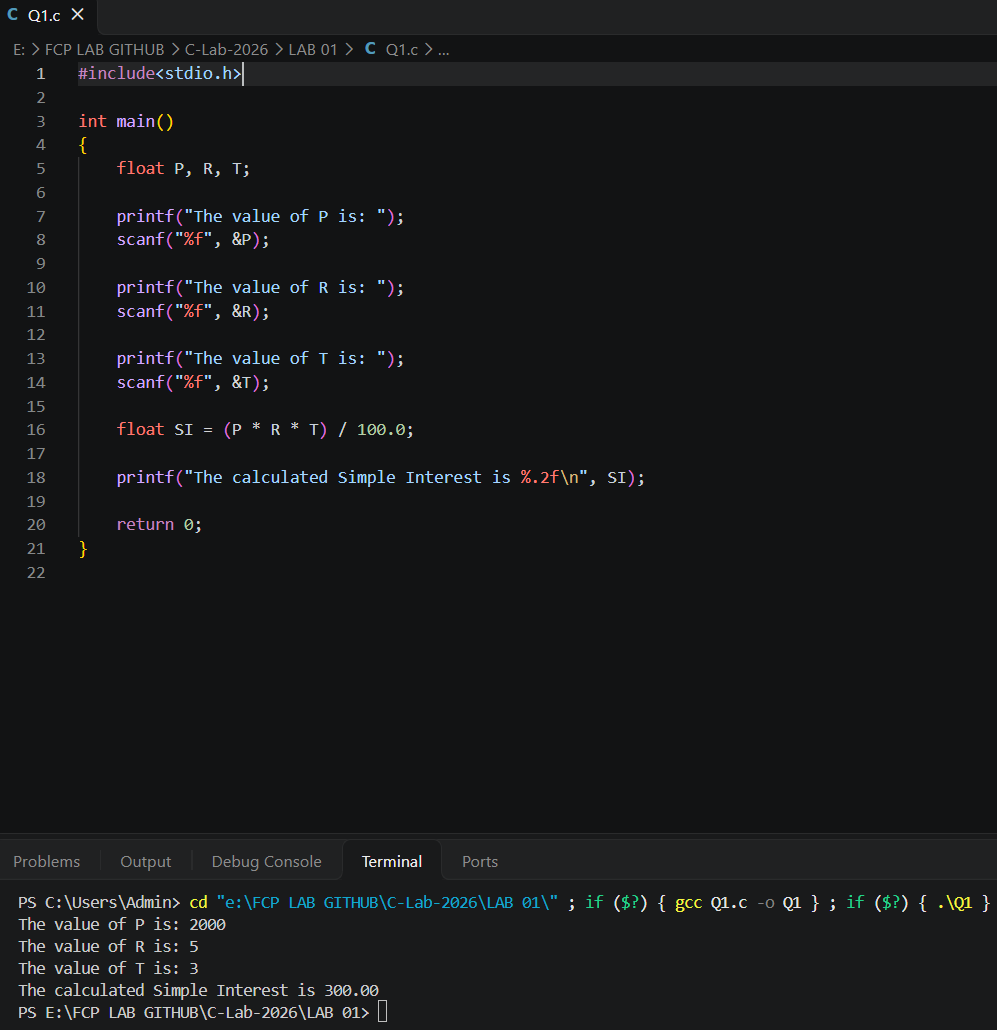 C Q1.c ×
E: > FCP LAB GITHUB > C-Lab-2026 > LAB 01 > C Q1.c > ...
1 #include<stdio.h>
2
3 int main()
4 {
5     float P, R, T;
6
7     printf("The value of P is: ");
8     scanf("%f", &P);
9
10     printf("The value of R is: ");
11     scanf("%f", &R);
12
13     printf("The value of T is: ");
14     scanf("%f", &T);
15
16     float SI = (P * R * T) / 100.0;
17
18     printf("The calculated Simple Interest is %.2f\n", SI);
19
20     return 0;
21 }
22
Problems Output Debug Console Terminal Ports
PS C:\Users\Admin> cd "e:\FCP LAB GITHUB\C-Lab-2026\LAB 01\" ; if ($?) { gcc Q1.c -o Q1 } ; if ($?) { .\Q1 }
The value of P is: 2000
The value of R is: 5
The value of T is: 3
The calculated Simple Interest is 300.00
PS E:\FCP LAB GITHUB\C-Lab-2026\LAB 01>